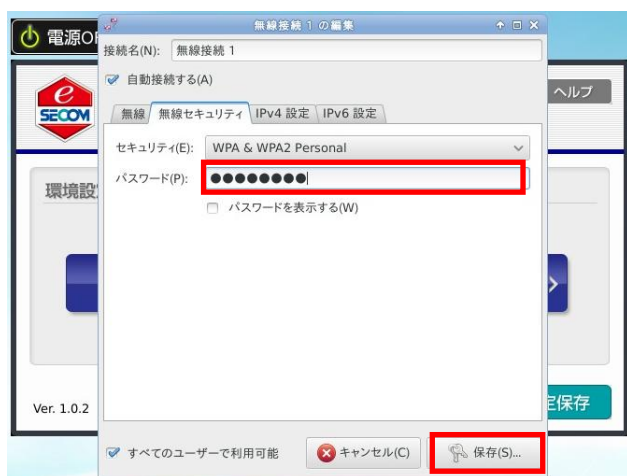 無線接続 1 の編集
電源O
接続名(N): 無線接続 1
自動接続する(A)
e
SECOM
ヘルプ
無線 無線セキュリティ IPv4 設定 IPv6 設定
セキュリティ(E): WPA & WPA2 Personal
パスワード(P): ●●●●●●●●
環境設
パスワードを表示する(W)
Ver. 1.0.2
定保存
すべてのユーザーで利用可能 キャンセル(C) 保存(S)...